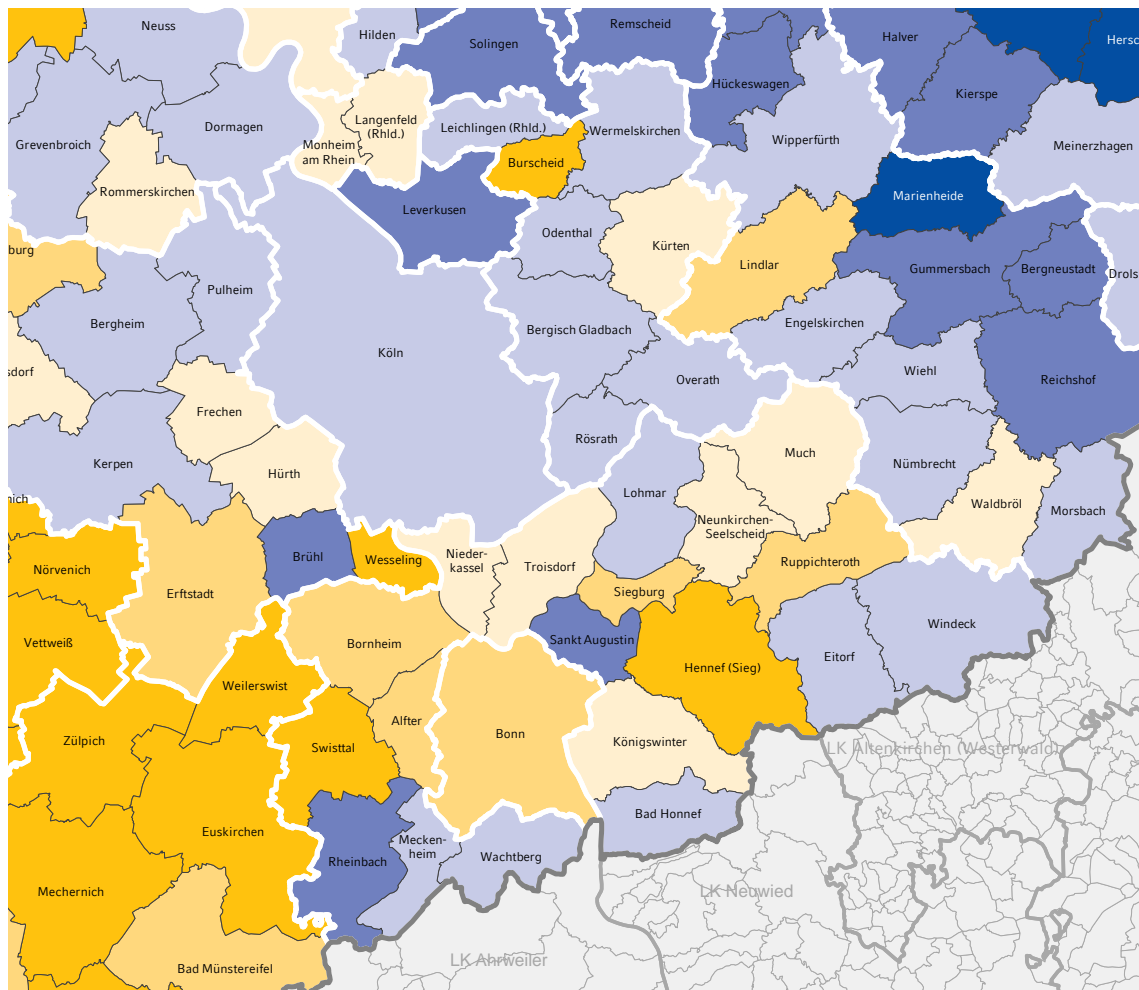 Neuss
Hilden
Solingen
Remscheid
Halver
Hersc
Hückeswagen
Kierspe
Grevenbroich
Dormagen
Langenfeld
(Rhld.)
Monheim
am Rhein
Leichlingen (Rhld.)
Wermelskirchen
Wipperfürth
Meinerzhagen
Burscheid
Rommerskirchen
Leverkusen
Marienheide
Odenthal
Kürten
burg
Lindlar
Gummersbach
Bergneustadt
Drols
Pulheim
Bergheim
Bergisch Gladbach
Engelskirchen
Köln
sdorf
Overath
Wiehl
Reichshof
Frechen
Rösrath
Much
Kerpen
Hürth
Nümbrecht
Lohmar
nich
Waldbröl
Morsbach
Neunkirchen-
Seelscheid
Brühl
Wesseling
Nieder-
kassel
Troisdorf
Ruppichteroth
Nörvenich
Erftstadt
Siegburg
Windeck
Vettweiß
Bornheim
Sankt Augustin
Eitorf
Hennef (Sieg)
Weilerswist
Alfter
Bonn
Zülpich
Swisttal
Königswinter
LK Altenkirchen (Westerwald)
Bad Honnef
Euskirchen
Mecken-
heim
Rheinbach
Wachtberg
Mechernich
LK Neuwied
LK Ahrweiler
Bad Münstereifel